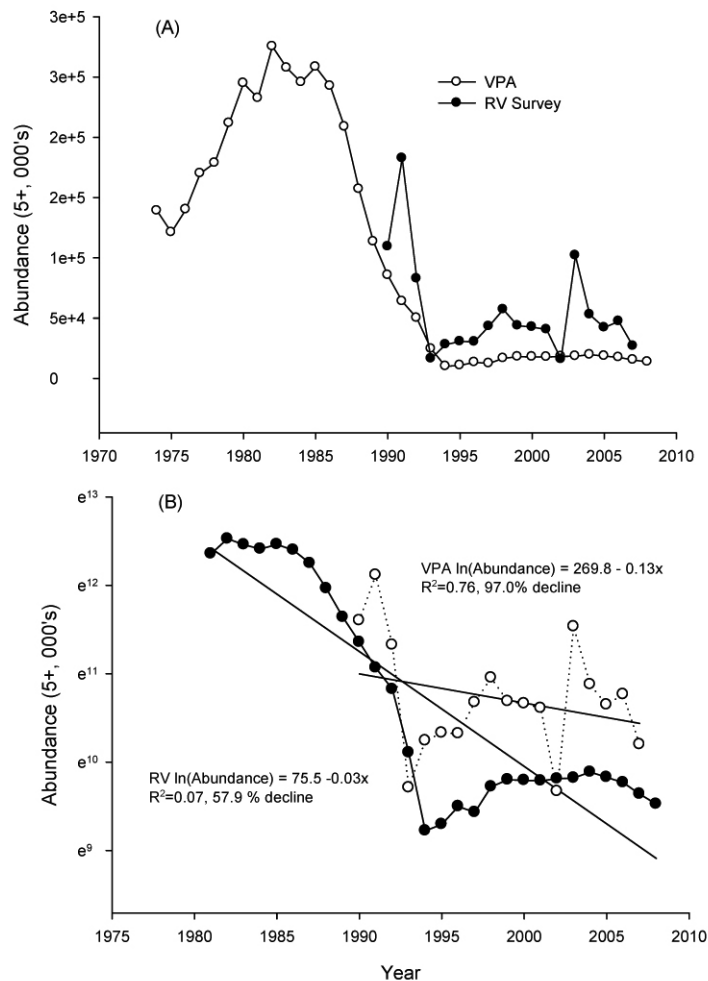 (A)
3e+5
3e+5
2e+5
2e+5
1e+5
5e+4
0
Abundance (5+, 000's)
VPA
RV Survey
1970 1975 1980 1985 1990 1995 2000 2005 2010
(B)
e13
e12
e11
e10
e9
Abundance (5+, 000's)
VPA ln(Abundance) = 269.8 - 0.13x
R²=0.76, 97.0% decline
RV ln(Abundance) = 75.5 -0.03x
R²=0.07, 57.9 % decline
1975 1980 1985 1990 1995 2000 2005 2010
Year